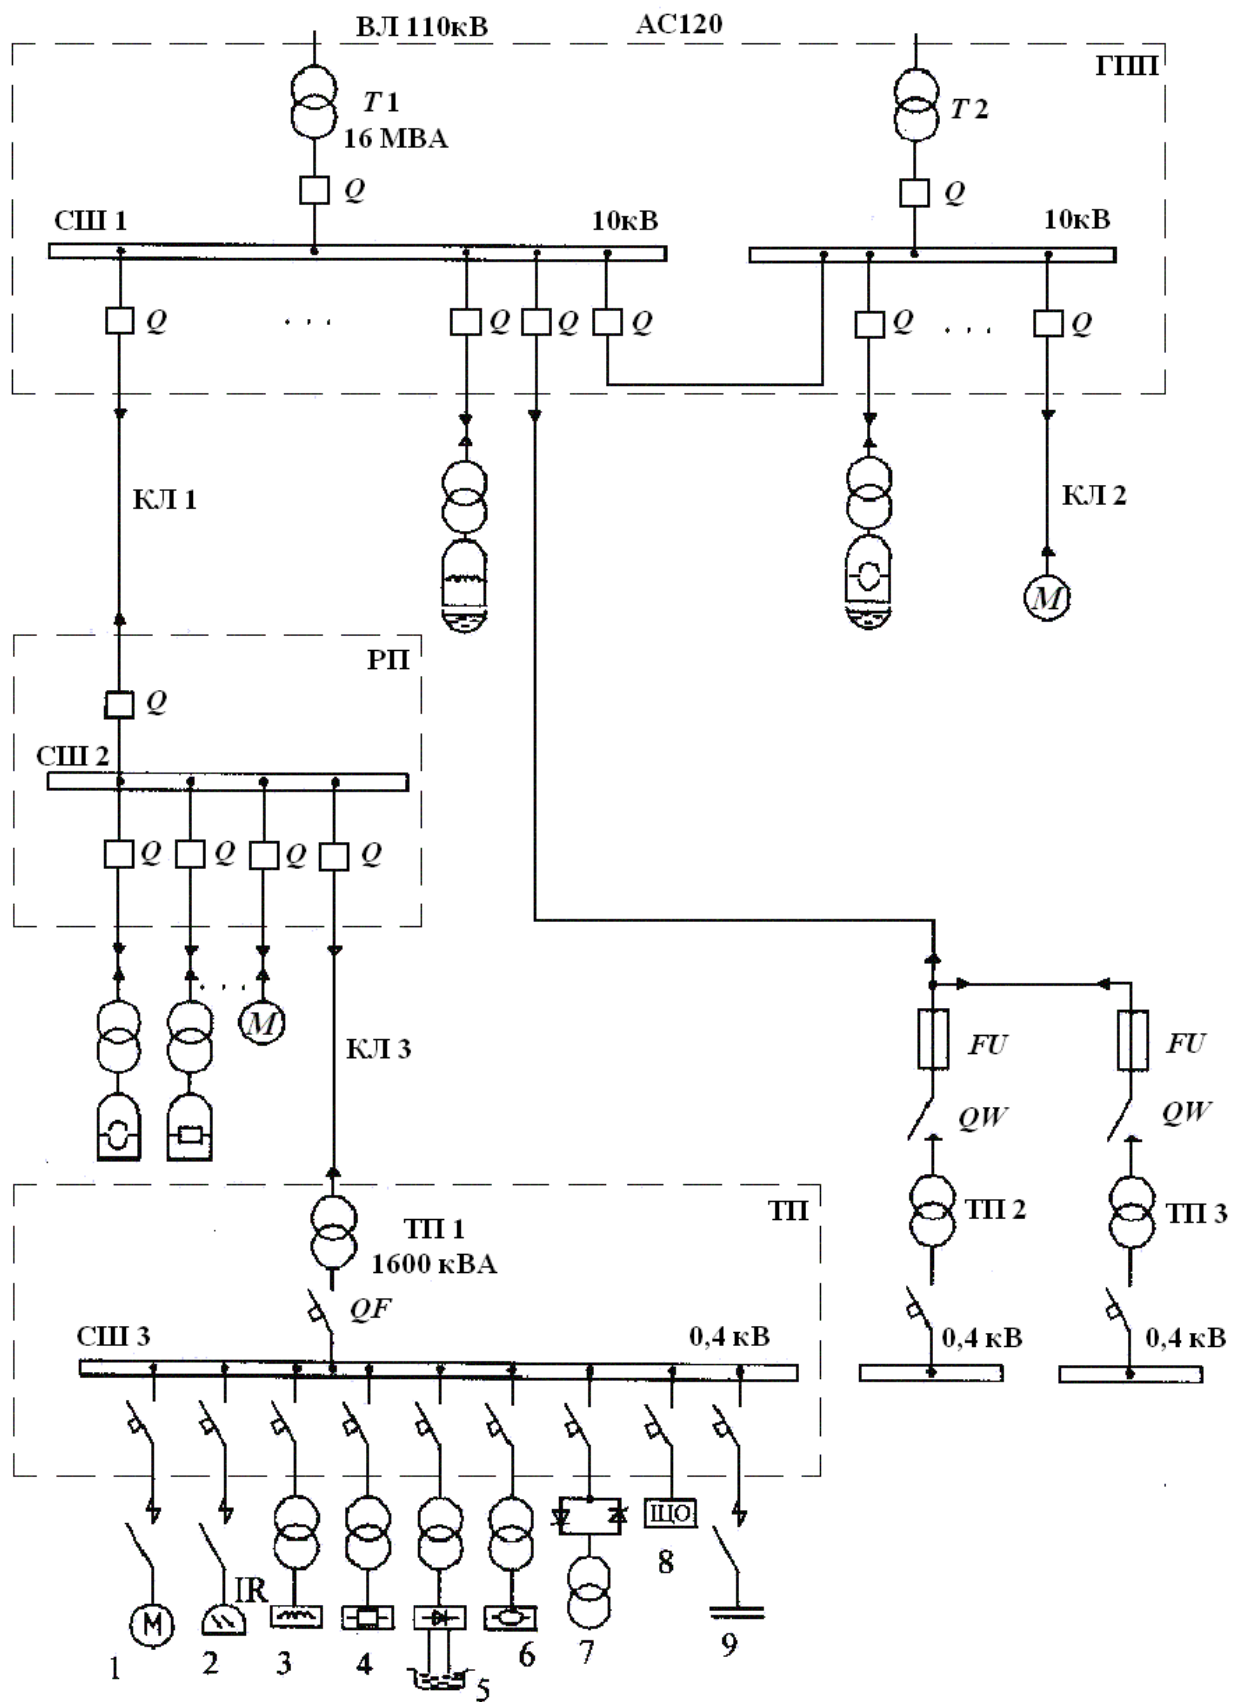 ВЛ 110кВ
АС120
ГПП
Т 1
16 МВА
Т 2
Q
Q
СШ 1
10кВ
10кВ
Q
. . .
Q
Q
Q
Q
. . .
Q
КЛ 1
КЛ 2
М
РП
Q
СШ 2
Q
Q
Q
Q
. . .
М
КЛ 3
FU
FU
QW
QW
ТП
ТП 1
1600 кВА
ТП 2
ТП 3
QF
СШ 3
0,4 кВ
0,4 кВ
0,4 кВ
ЩО
IR
М
1
2
3
4
5
6
7
8
9